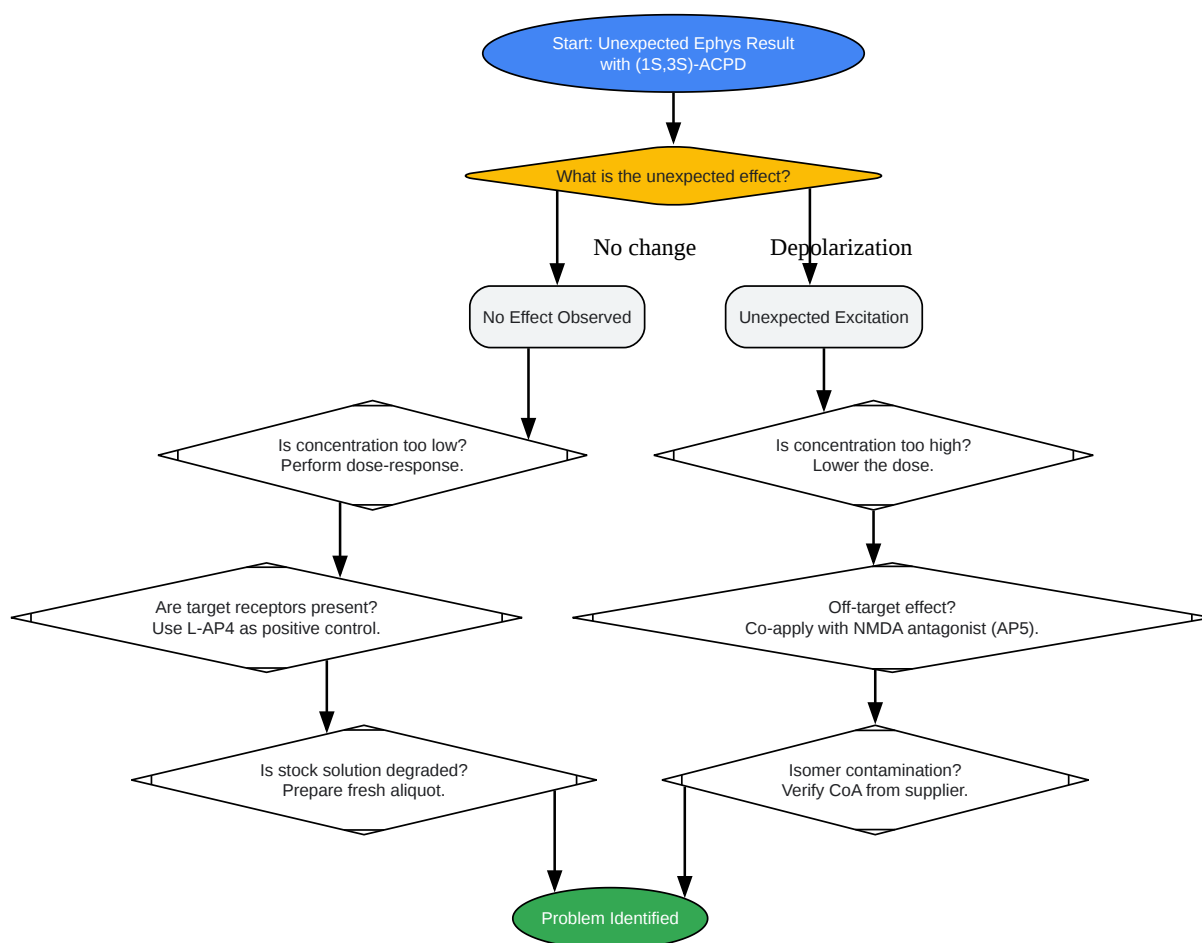 Start: Unexpected Ephys Result
with (1S,3S)-ACPD
What is the unexpected effect?
No change
Depolarization
No Effect Observed
Unexpected Excitation
Is concentration too low?
Perform dose-response.
Is concentration too high?
Lower the dose.
Are target receptors present?
Use L-AP4 as positive control.
Off-target effect?
Co-apply with NMDA antagonist (AP5).
Is stock solution degraded?
Prepare fresh aliquot.
Isomer contamination?
Verify CoA from supplier.
Problem Identified